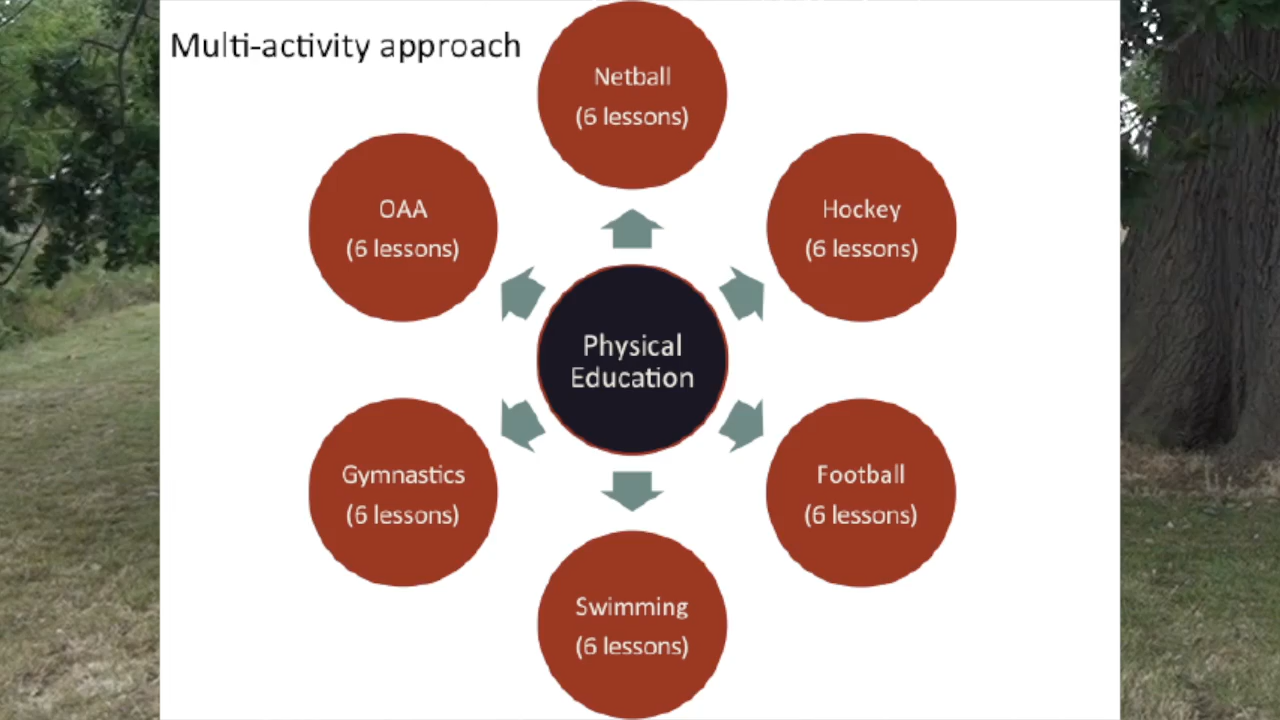 Multi-activity approach
Netball
(6 lessons)
OAA
(6 lessons)
Hockey
(6 lessons)
Physical
Education
Gymnastics
(6 lessons)
Football
(6 lessons)
Swimming
(6 lessons)